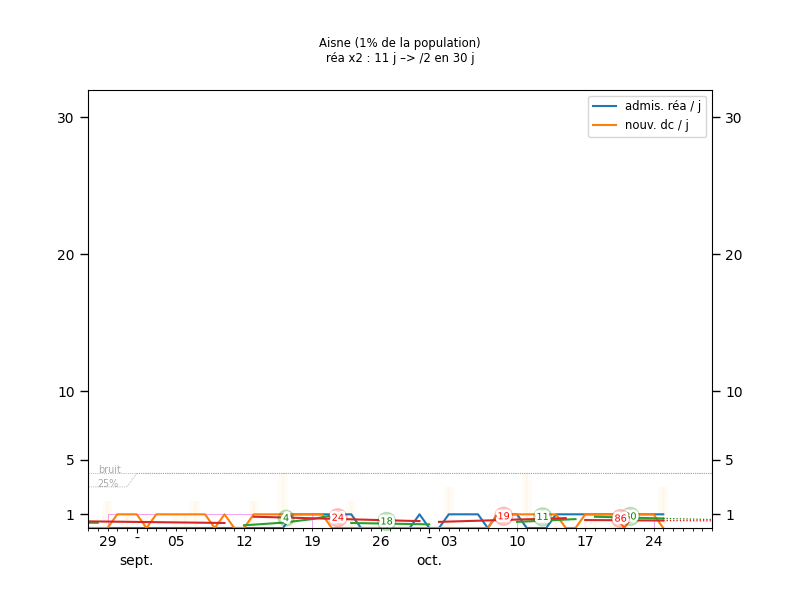 Aisne (1% de la population)
réa x2 : 11 j –> /2 en 30 j
admis. réa / j
nouv. dc / j
30 30
20 20
10 10
5 5
bruit
25%
1 1
4 24 18 19 11 86
29 - 05 12 19 26 - 03 10 17 24
sept. oct.